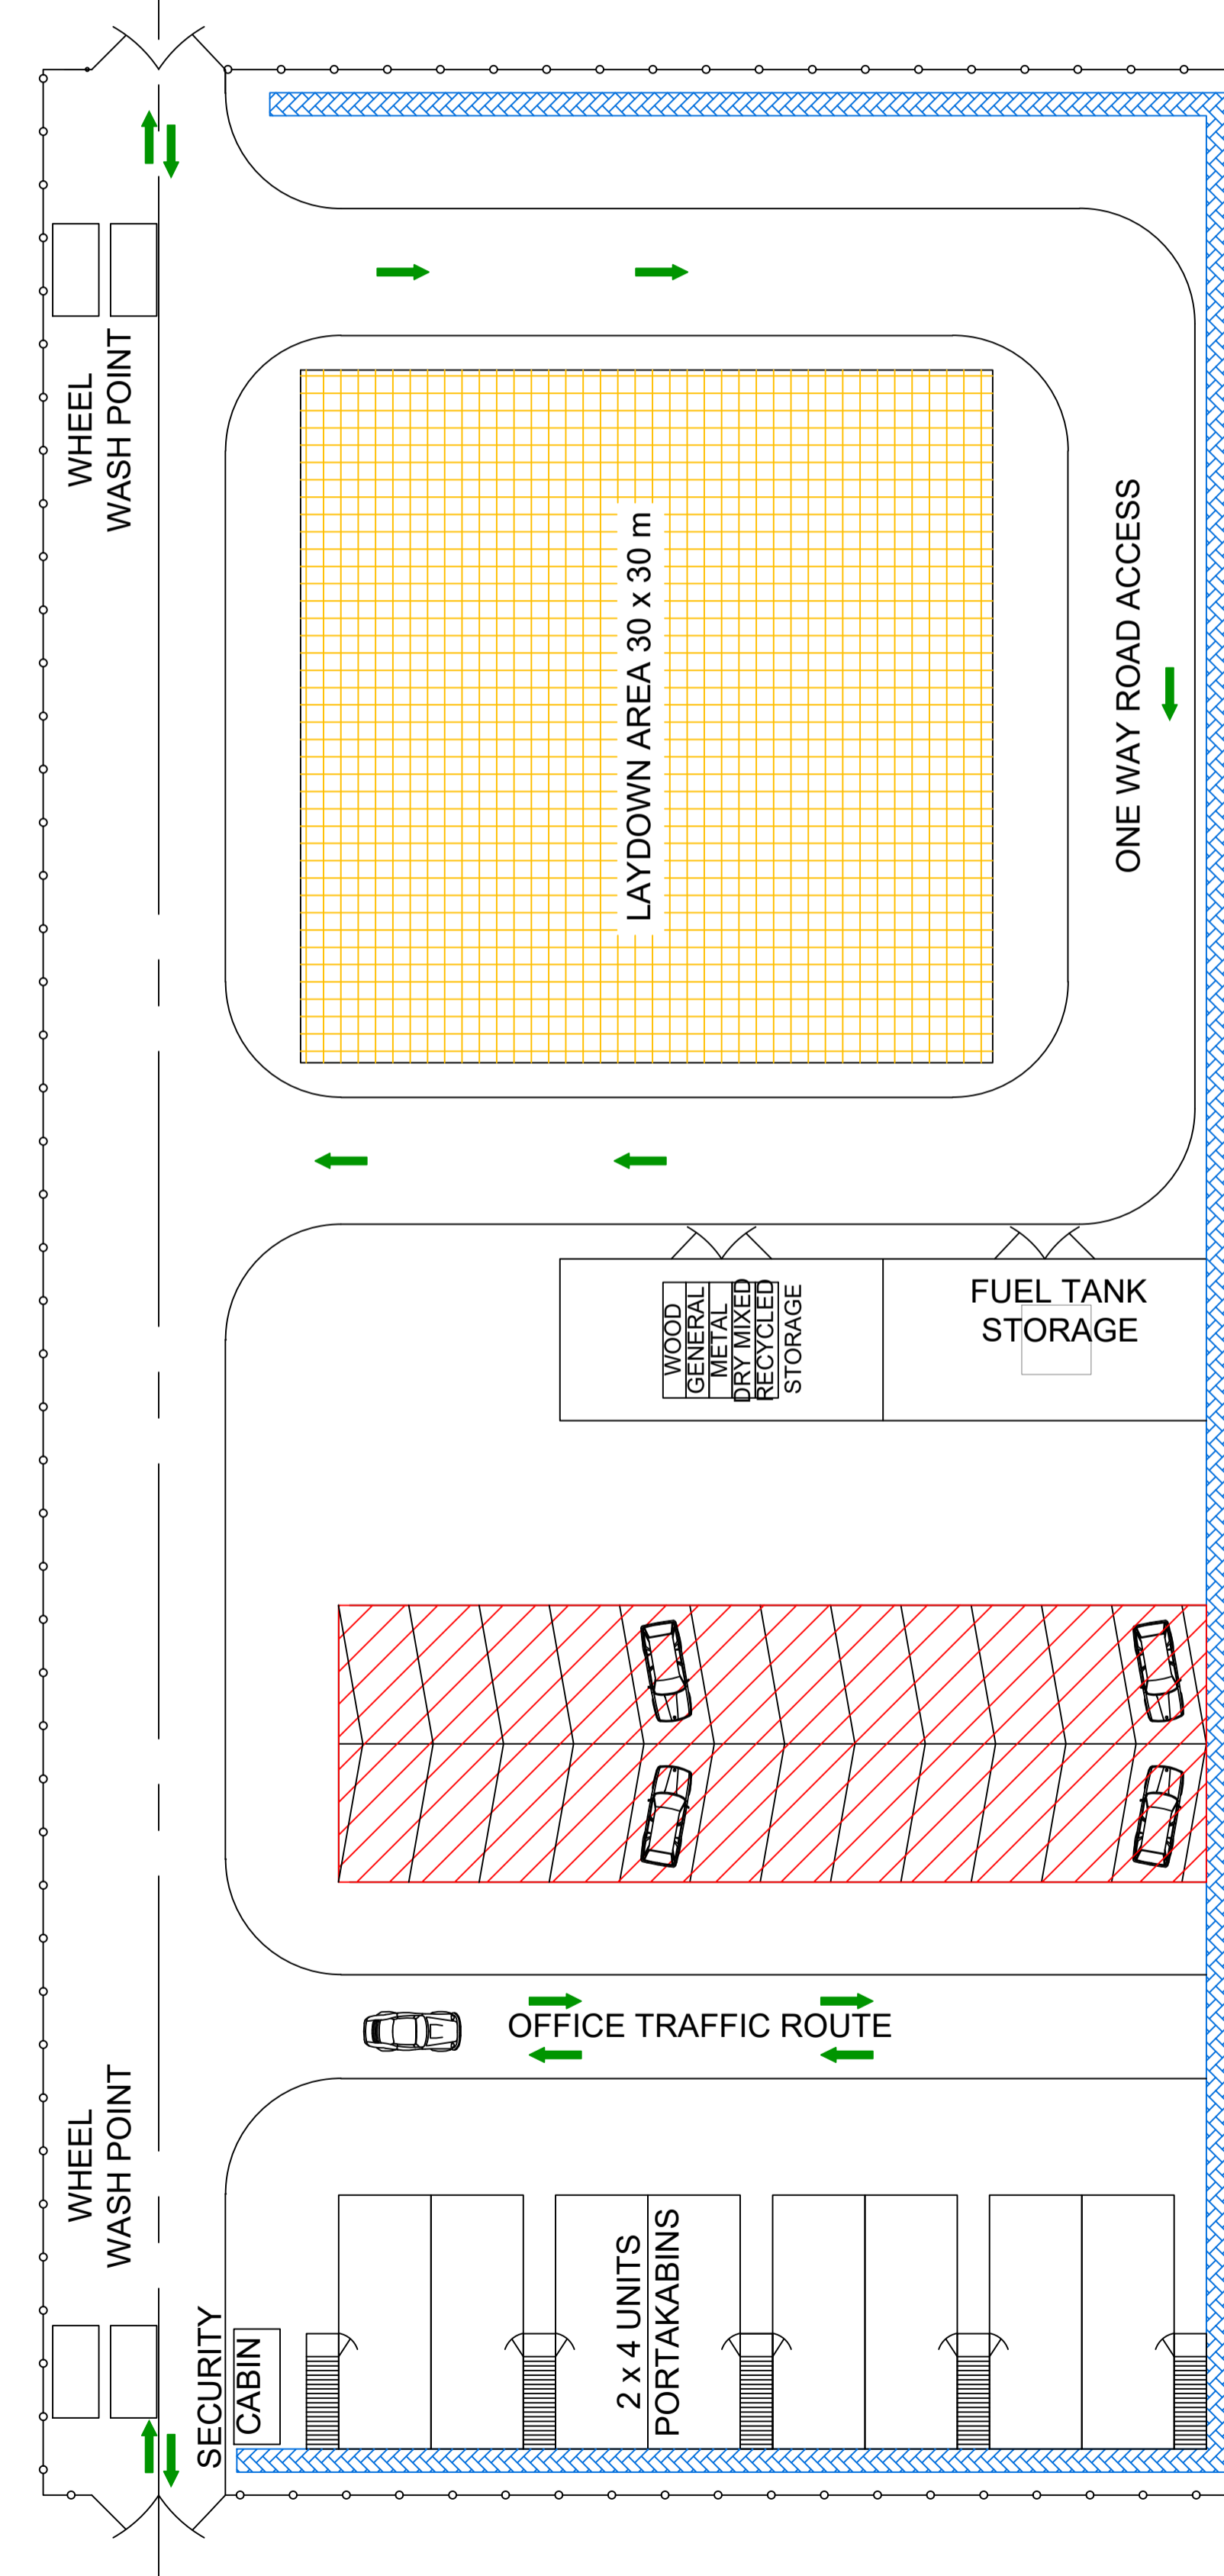 WHEEL
WASH POINT
LAYDOWN AREA 30 x 30 m
ONE WAY ROAD ACCESS
WOOD
GENERAL
METAL
DRY MIXED
RECYCLED
STORAGE
FUEL TANK
STORAGE
OFFICE TRAFFIC ROUTE
WHEEL
WASH POINT
SECURITY
CABIN
2 x 4 UNITS
PORTAKABINS